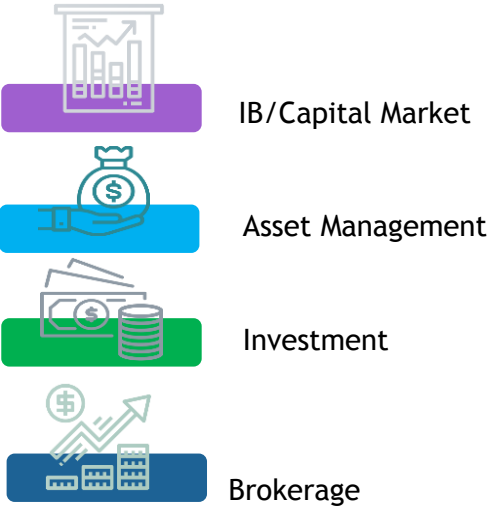 IB/Capital Market
$
Asset Management
$
Investment
$
Brokerage